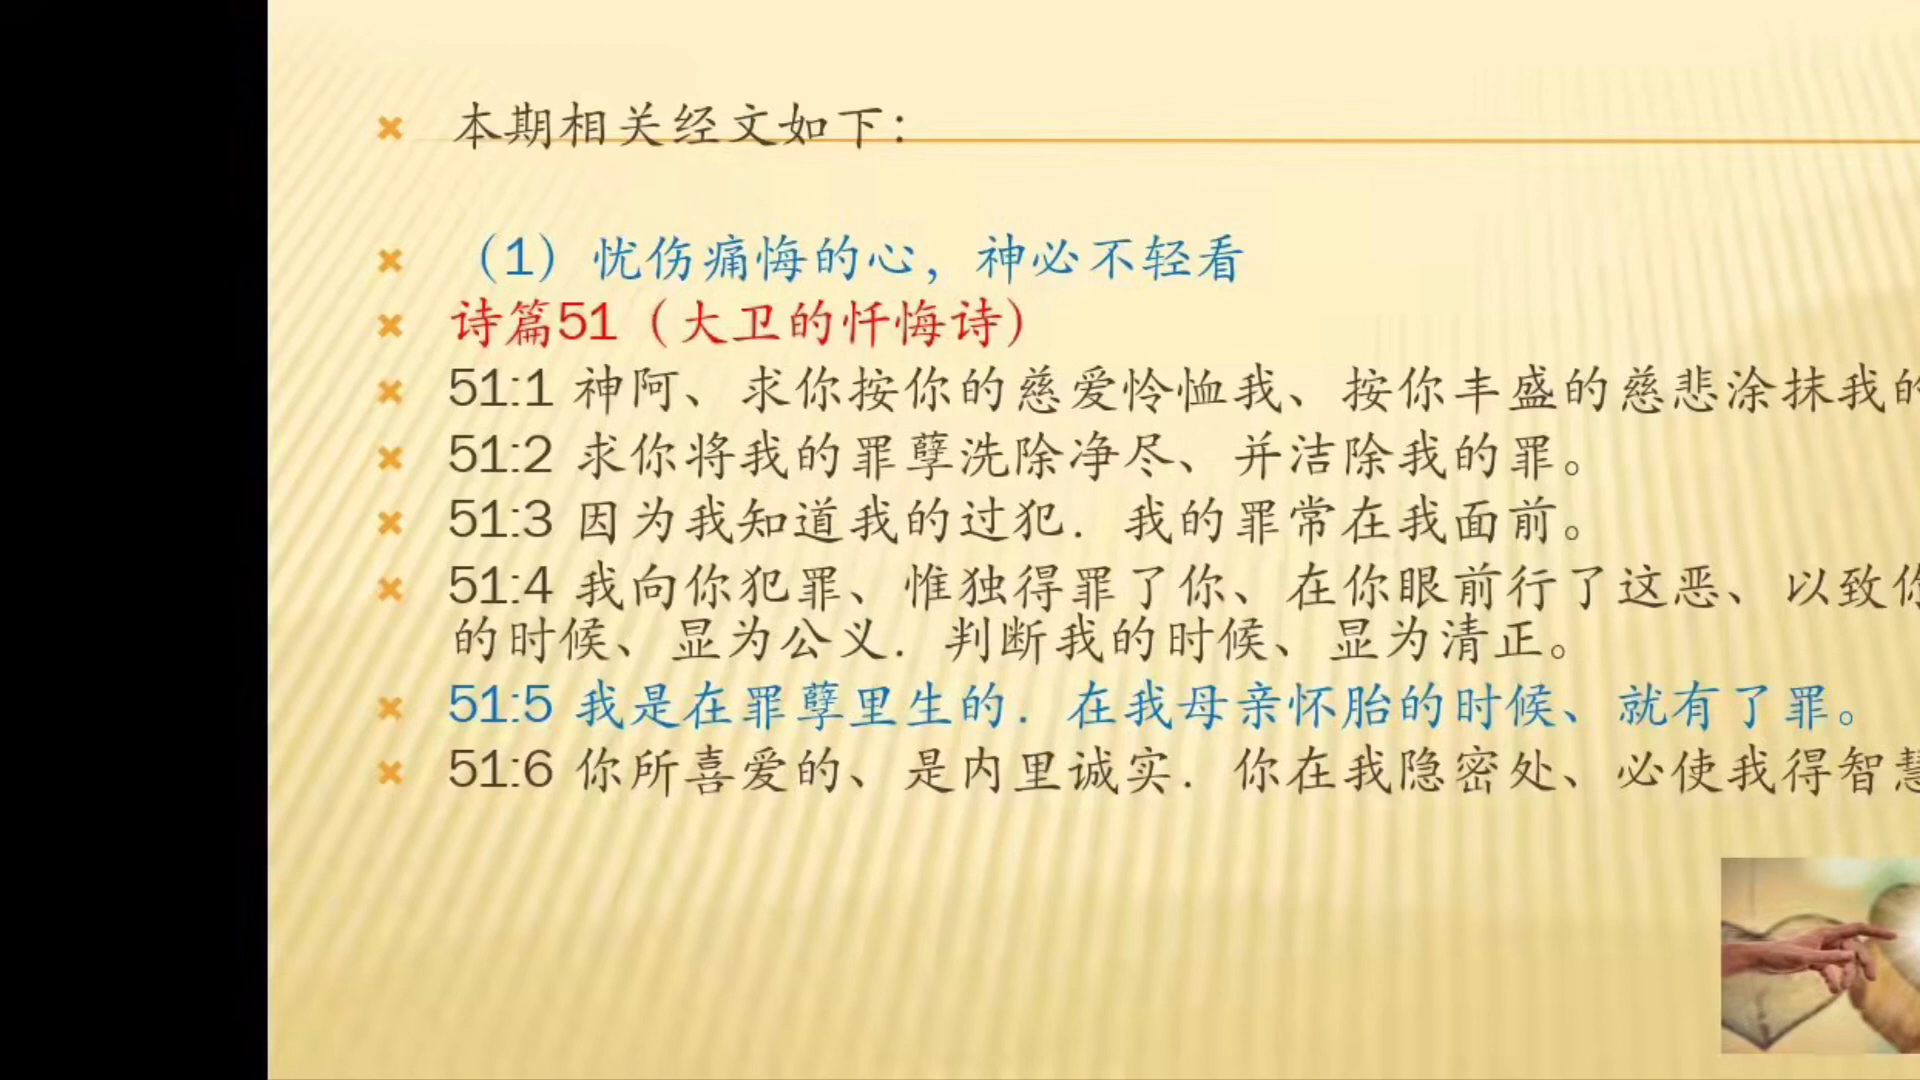 本期相关经文如下：
（1）忧伤痛悔的心，神必不轻看
诗篇51（大卫的忏悔诗）
51:1 神阿、求你按你的慈爱怜恤我、按你丰盛的慈悲涂抹我的
51:2 求你将我的罪孽洗除净尽、并洁除我的罪。
51:3 因为我知道我的过犯．我的罪常在我面前。
51:4 我向你犯罪、惟独得罪了你、在你眼前行了这恶、以致你
的时候、显为公义．判断我的时候、显为清正。
51:5 我是在罪孽里生的．在我母亲怀胎的时候、就有了罪。
51:6 你所喜爱的、是内里诚实．你在我隐密处、必使我得智慧